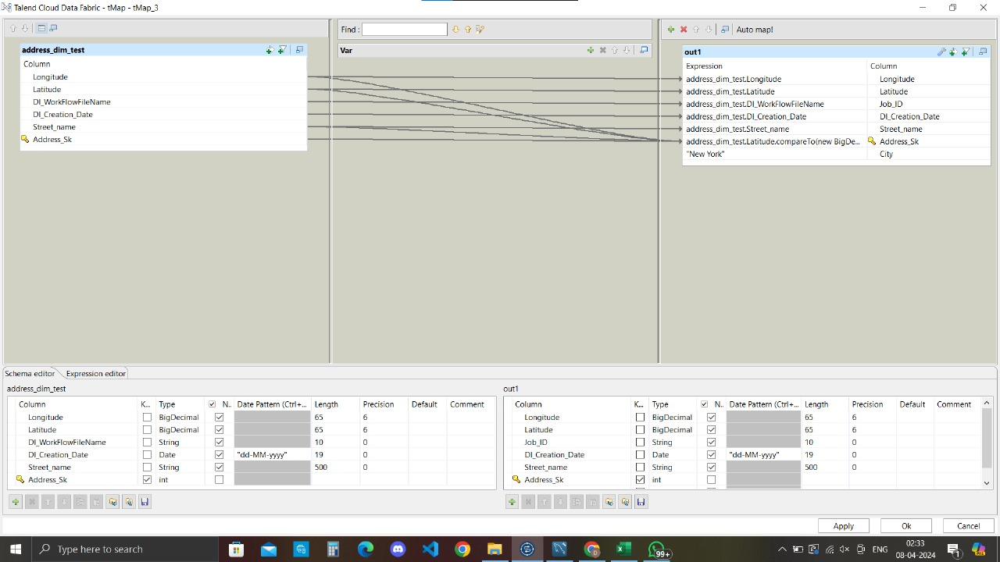 Talend Cloud Data Fabric - tMap - tMap_3
Find :
Auto map!
address_dim_test
Column
Longitude
Latitude
DI_WorkFlowFileName
DI_Creation_Date
Street_name
Address_Sk
Var
out1
Expression Column
address_dim_test.Longitude Longitude
address_dim_test.Latitude Latitude
address_dim_test.DI_WorkFlowFileName Job_ID
address_dim_test.DI_Creation_Date DI_Creation_Date
address_dim_test.Street_name Street_name
address_dim_test.Latitude.compareTo(new BigDe... Address_Sk
"New York" City
Schema editor Expression editor
address_dim_test
Column K... Type N.. Date Pattern (Ctrl+... Length Precision Default Comment
Longitude BigDecimal 65 6
Latitude BigDecimal 65 6
DI_WorkFlowFileName String 10 0
DI_Creation_Date Date "dd-MM-yyyy" 19 0
Street_name String 500 0
Address_Sk int
out1
Column K... Type N.. Date Pattern (Ctrl+... Length Precision Default Comment
Longitude BigDecimal 65 6
Latitude BigDecimal 65 6
Job_ID String 10 0
DI_Creation_Date Date "dd-MM-yyyy" 19 0
Street_name String 500 0
Address_Sk int
Apply Ok Cancel
Type here to search
99+
ENG
02:33
08-04-2024
1